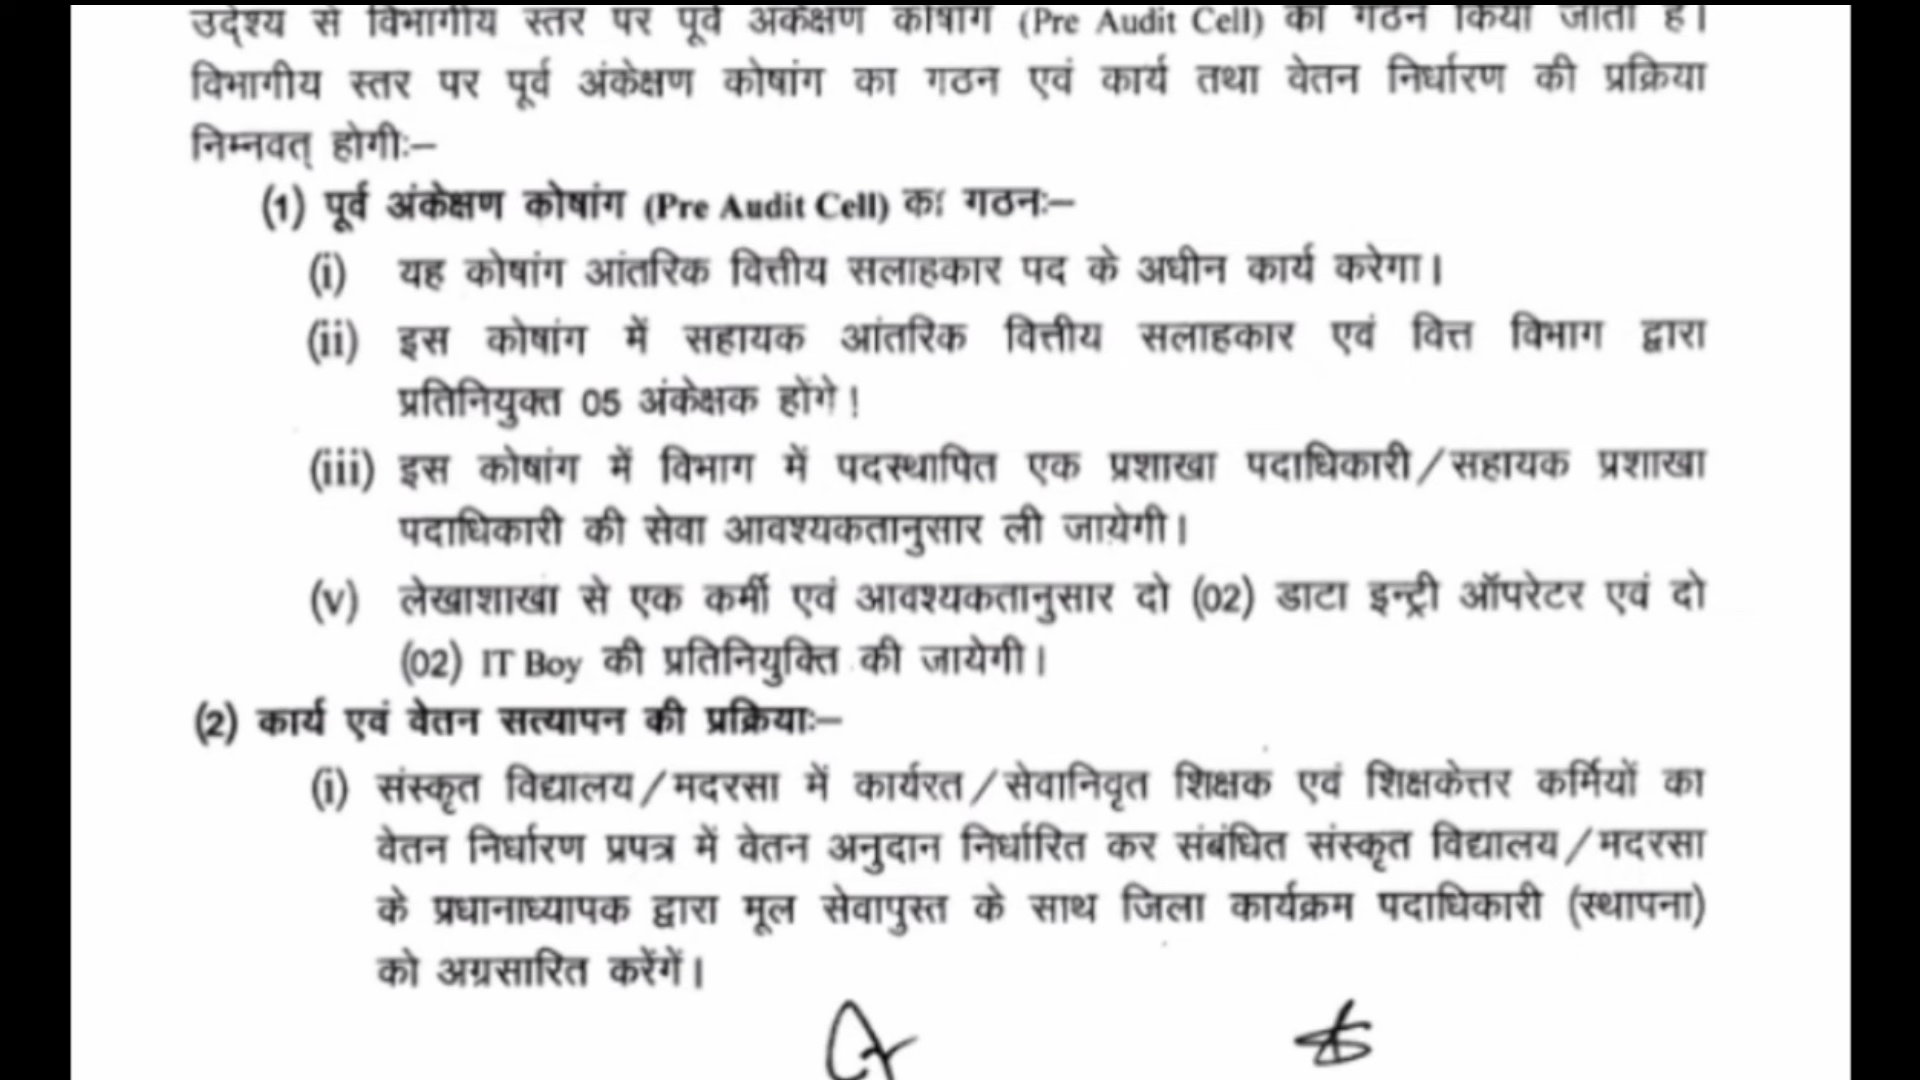 उद्देश्य से विभागीय स्तर पर पूर्व अंकेक्षण कोषांग (Pre Audit Cell) का गठन किया जाता है।
विभागीय स्तर पर पूर्व अंकेक्षण कोषांग का गठन एवं कार्य तथा वेतन निर्धारण की प्रक्रिया
निम्नवत् होगीः–
(1) पूर्व अंकेक्षण कोषांग (Pre Audit Cell) का गठनः–
(i) यह कोषांग आंतरिक वित्तीय सलाहकार पद के अधीन कार्य करेगा।
(ii) इस कोषांग में सहायक आंतरिक वित्तीय सलाहकार एवं वित्त विभाग द्वारा
प्रतिनियुक्त 05 अंकेक्षक होंगे।
(iii) इस कोषांग में विभाग में पदस्थापित एक प्रशाखा पदाधिकारी/सहायक प्रशाखा
पदाधिकारी की सेवा आवश्यकतानुसार ली जायेगी।
(v) लेखाशाखा से एक कर्मी एवं आवश्यकतानुसार दो (02) डाटा इन्ट्री ऑपरेटर एवं दो
(02) IT Boy की प्रतिनियुक्ति की जायेगी।
(2) कार्य एवं वेतन सत्यापन की प्रक्रियाः–
(i) संस्कृत विद्यालय/मदरसा में कार्यरत/सेवानिवृत शिक्षक एवं शिक्षकेत्तर कर्मियों का
वेतन निर्धारण प्रपत्र में वेतन अनुदान निर्धारित कर संबंधित संस्कृत विद्यालय/मदरसा
के प्रधानाध्यापक द्वारा मूल सेवापुस्त के साथ जिला कार्यक्रम पदाधिकारी (स्थापना)
को अग्रसारित करेंगें।